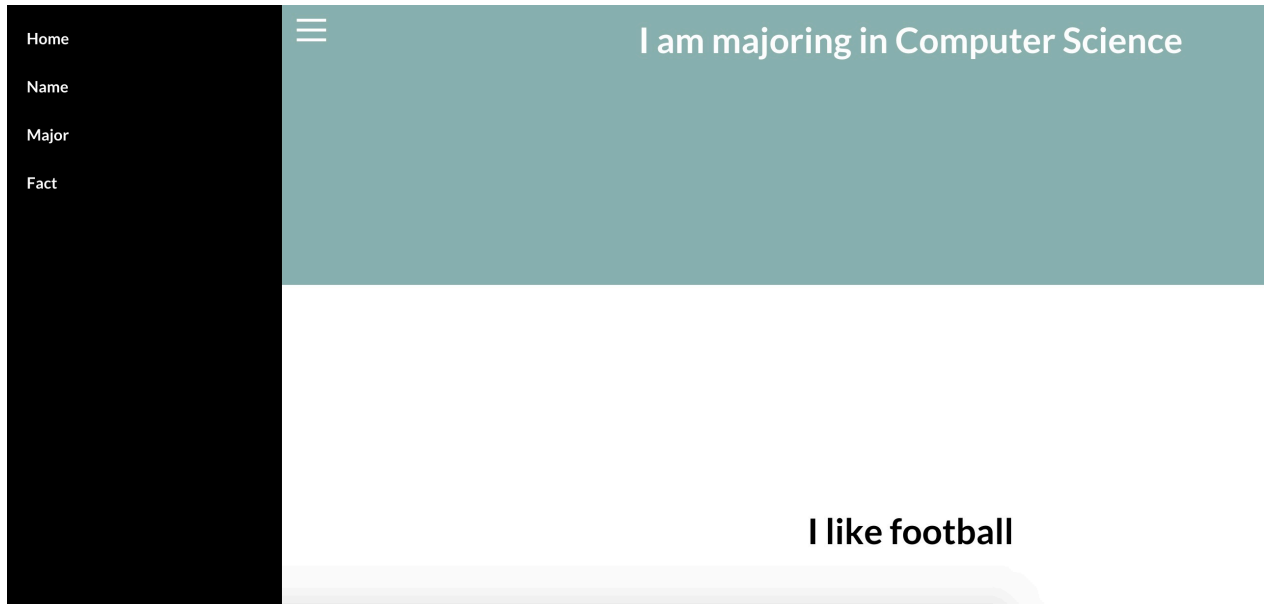 Home
Name
Major
Fact
I am majoring in Computer Science
I like football